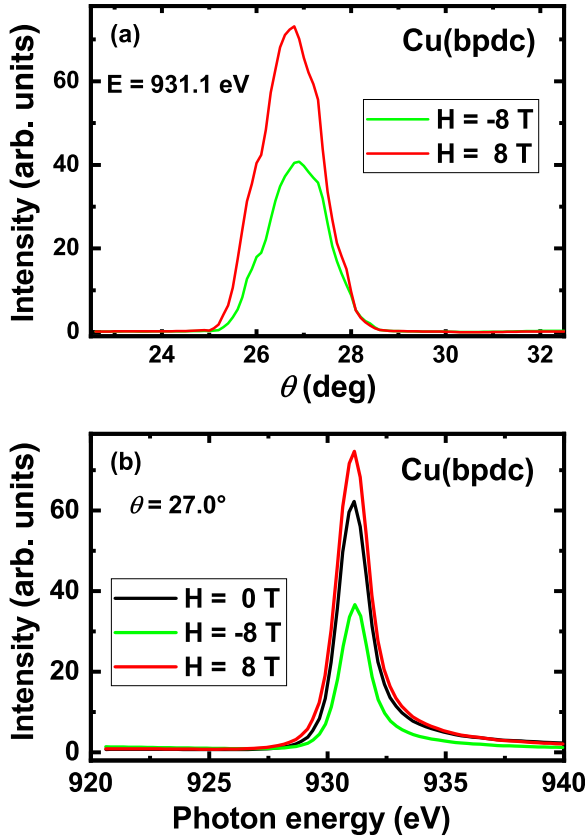 (a)
Cu(bpdc)
E = 931.1 eV
H = -8 T
H = 8 T
Intensity (arb. units)
0
20
40
60
24
26
28
30
32
θ (deg)
(b)
Cu(bpdc)
θ = 27.0°
H = 0 T
H = -8 T
H = 8 T
Intensity (arb. units)
0
20
40
60
920
925
930
935
940
Photon energy (eV)